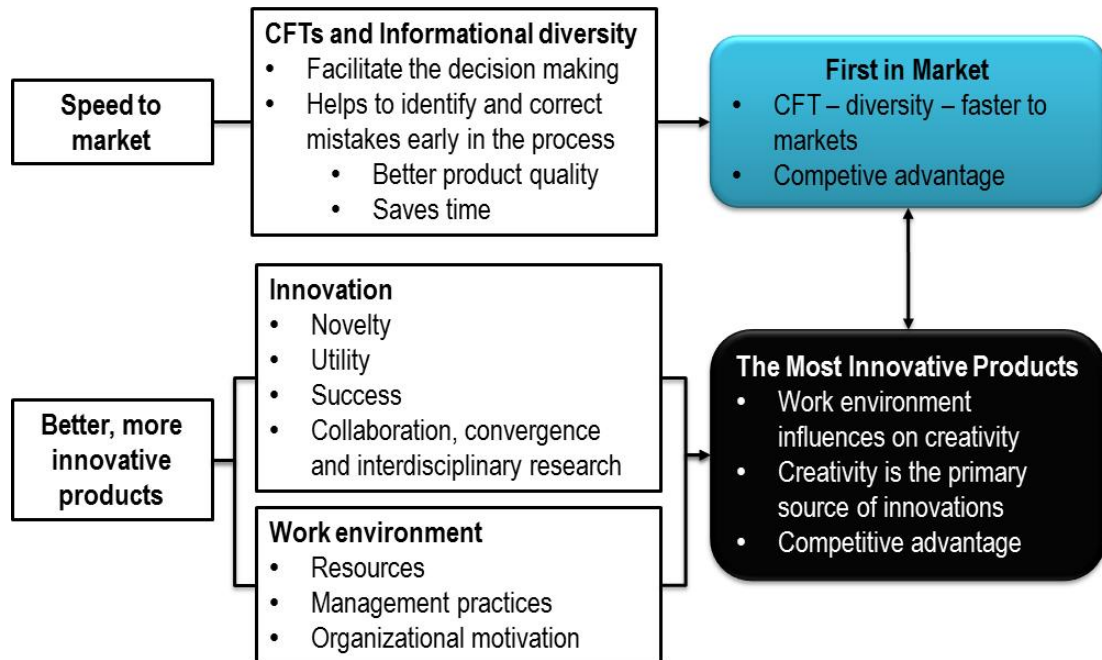 Speed to
market
CFTs and Informational diversity
• Facilitate the decision making
• Helps to identify and correct
mistakes early in the process
• Better product quality
• Saves time
First in Market
• CFT – diversity – faster to
markets
• Competive advantage
Better, more
innovative
products
Innovation
• Novelty
• Utility
• Success
• Collaboration, convergence
and interdisciplinary research
Work environment
• Resources
• Management practices
• Organizational motivation
The Most Innovative Products
• Work environment
influences on creativity
• Creativity is the primary
source of innovations
• Competitive advantage